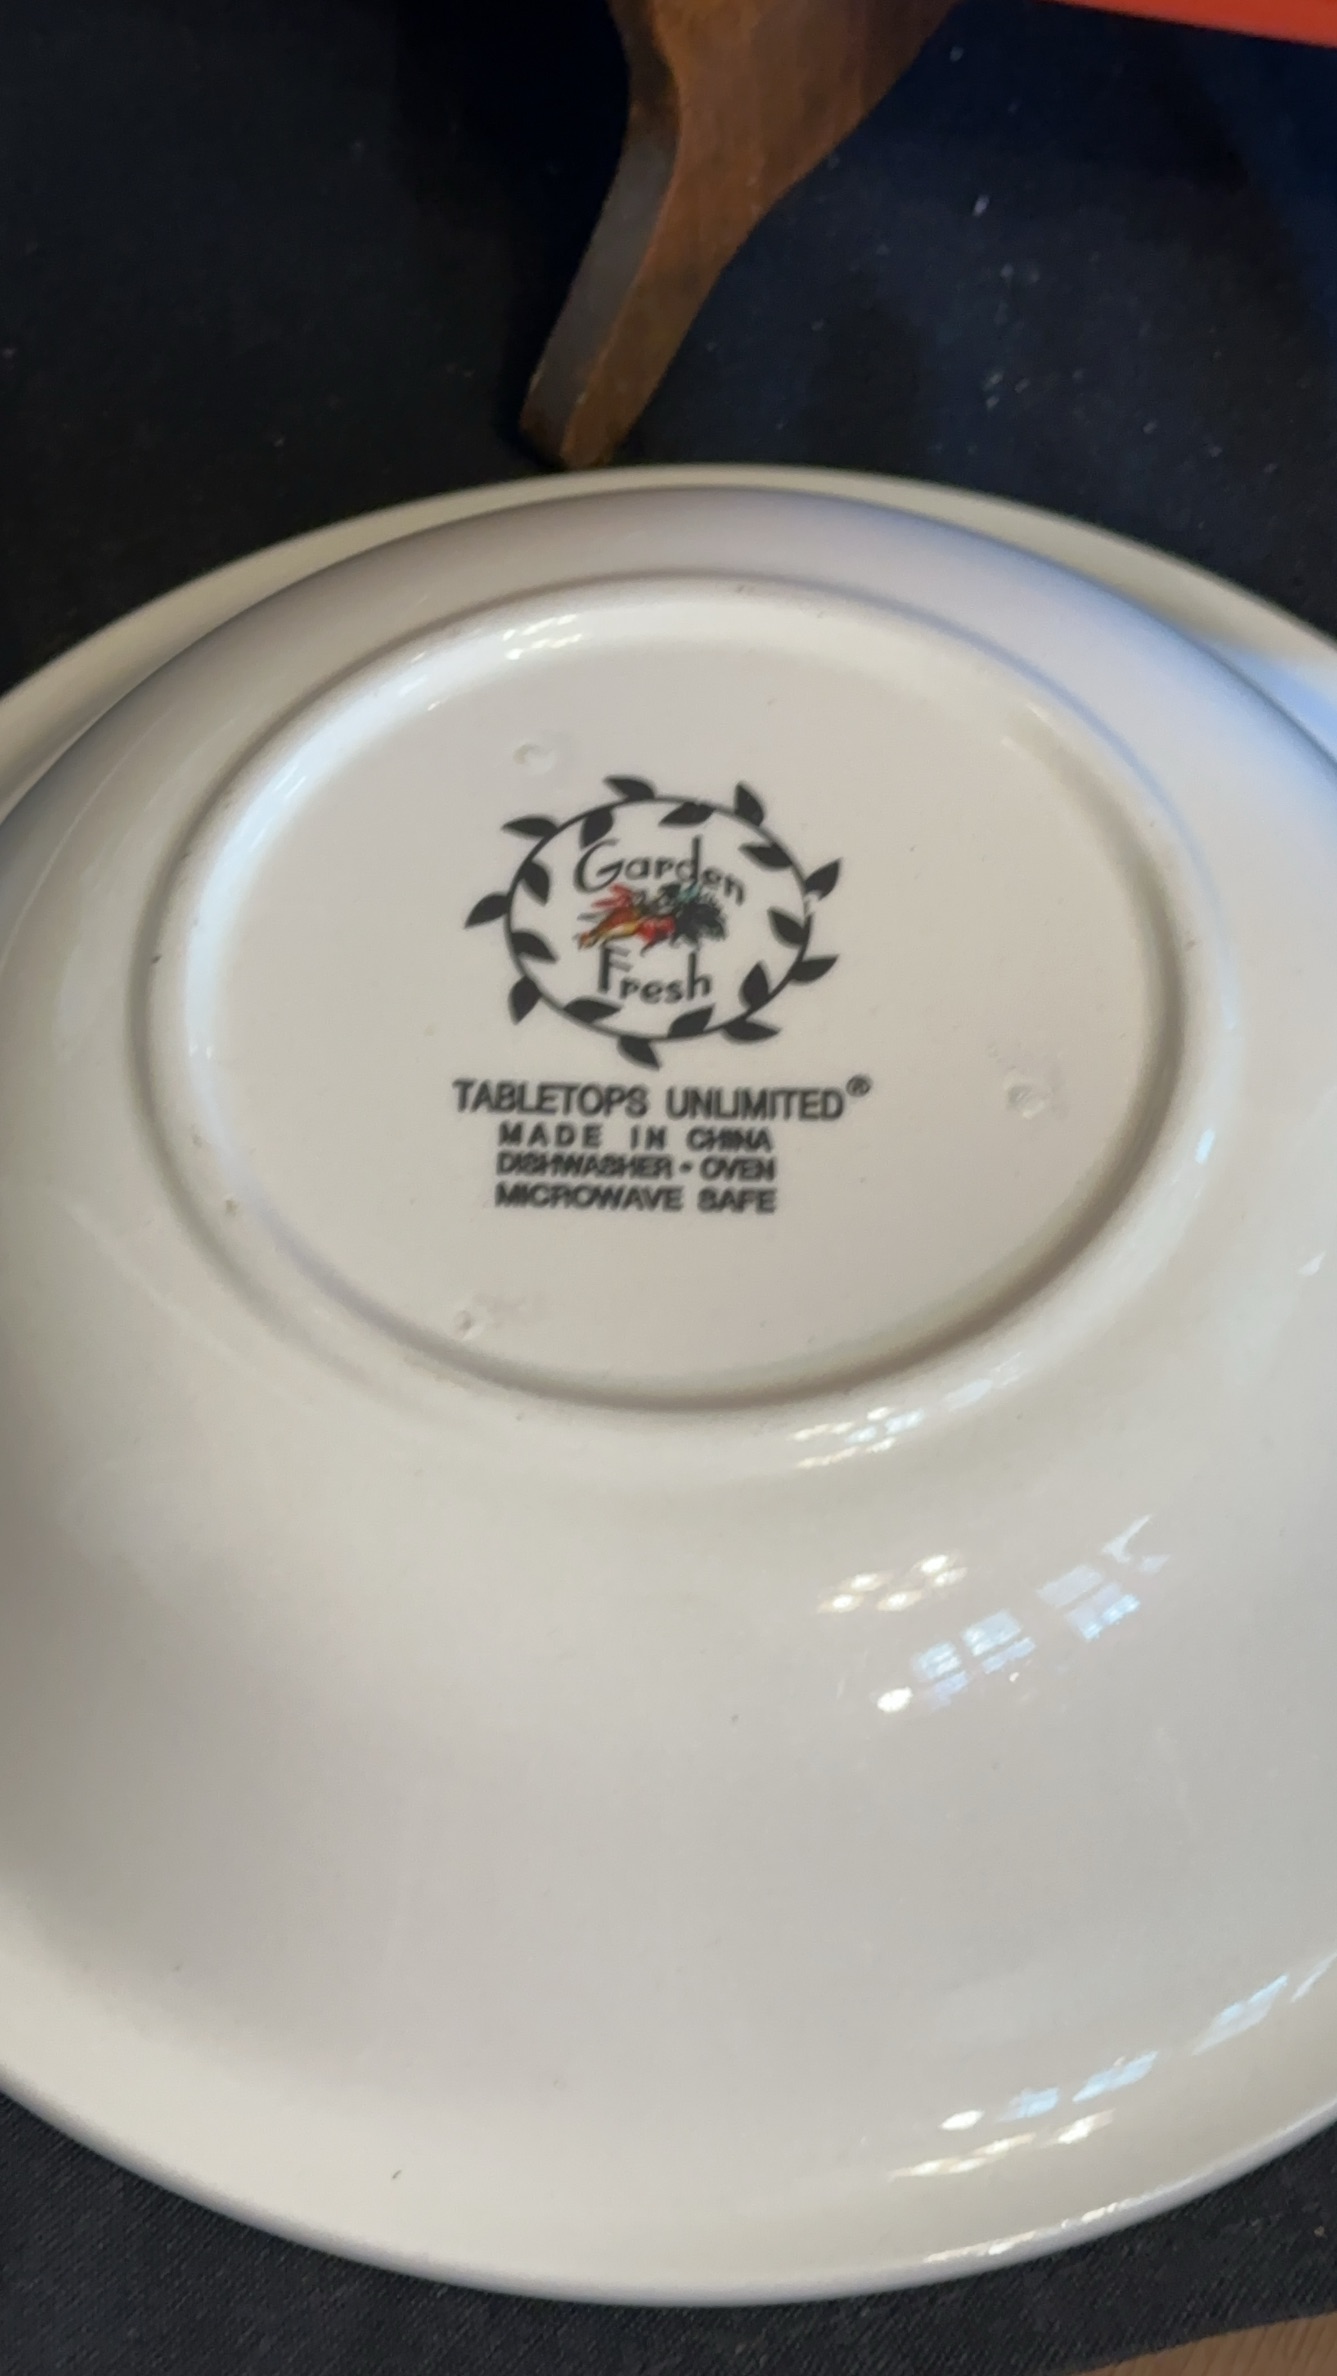 Garden
Fresh
TABLETOPS UNLIMITED®
MADE IN CHINA
DISHWASHER • OVEN
MICROWAVE SAFE